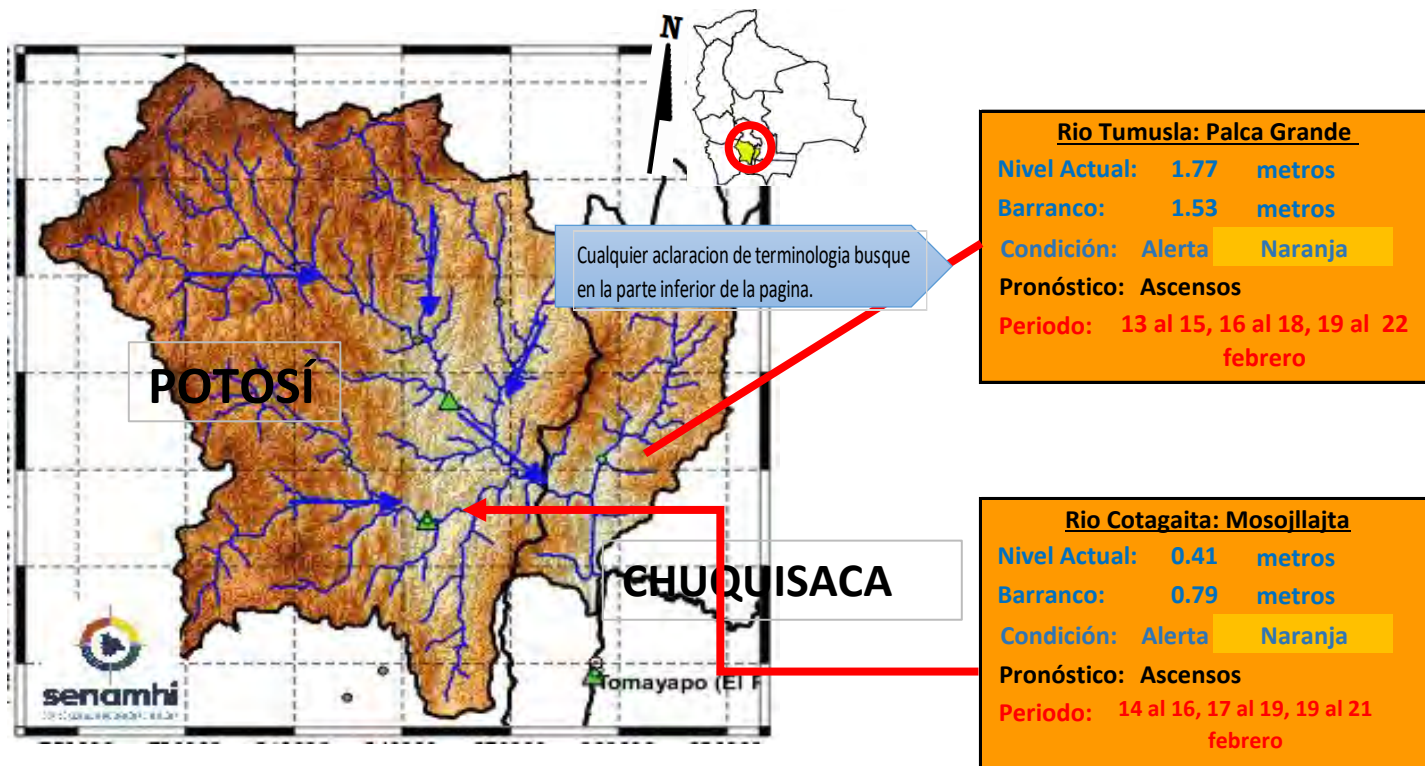 N
Rio Tumusla: Palca Grande
Nivel Actual: 1.77 metros
Barranco: 1.53 metros
Condición: Alerta Naranja
Pronóstico: Ascensos
Periodo: 13 al 15, 16 al 18, 19 al 22
febrero
Cualquier aclaracion de terminologia busque
en la parte inferior de la pagina.
POTOSÍ
CHUQUISACA
Rio Cotagaita: Mosojllajta
Nivel Actual: 0.41 metros
Barranco: 0.79 metros
Condición: Alerta Naranja
Pronóstico: Ascensos
Periodo: 14 al 16, 17 al 19, 19 al 21
febrero
senamhi
Tomayapo (El